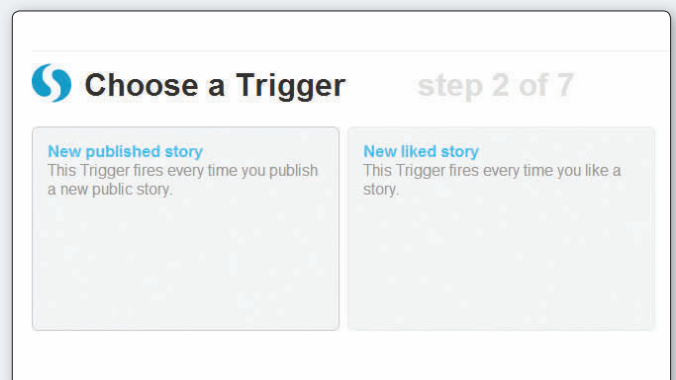 Choose a Trigger step 2 of 7
New published story
This Trigger fires every time you publish
a new public story.
New liked story
This Trigger fires every time you like a
story.